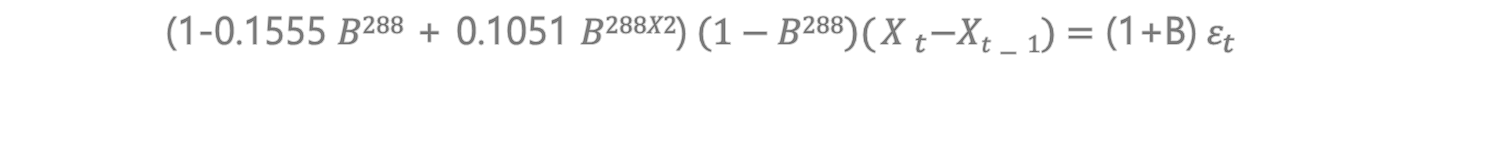 (1-0.1555 B²⁸⁸ + 0.1051 B²⁸⁸ˣ²) (1 − B²⁸⁸)(X ₜ−Xₜ _ ₁) = (1+B) εₜ